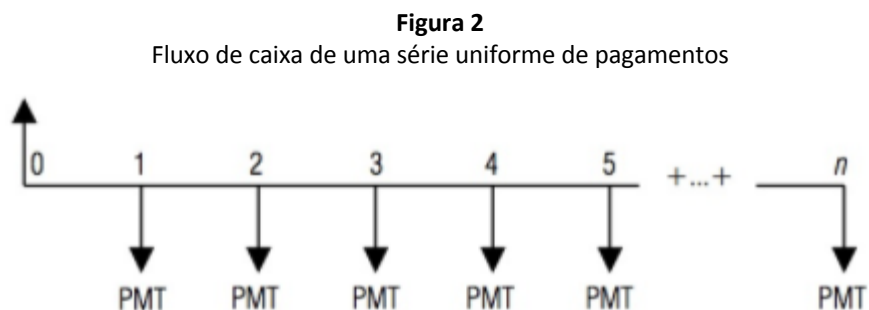 Figura 2
Fluxo de caixa de uma série uniforme de pagamentos
0 1 2 3 4 5 +...+ n
PMT PMT PMT PMT PMT PMT